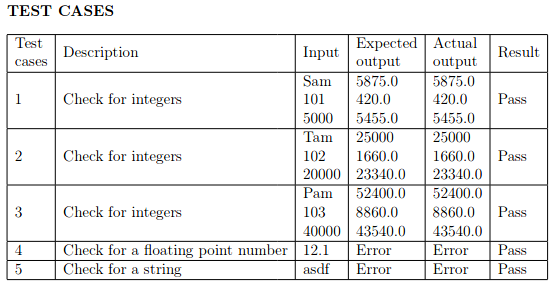 TEST CASES
Test cases Description Input Expected output Actual output Result
Sam 5875.0 5875.0
1 Check for integers 101 420.0 420.0 Pass
5000 5455.0 5455.0
Tam 25000 25000
2 Check for integers 102 1660.0 1660.0 Pass
20000 23340.0 23340.0
Pam 52400.0 52400.0
3 Check for integers 103 8860.0 8860.0 Pass
40000 43540.0 43540.0
4 Check for a floating point number 12.1 Error Error Pass
5 Check for a string asdf Error Error Pass